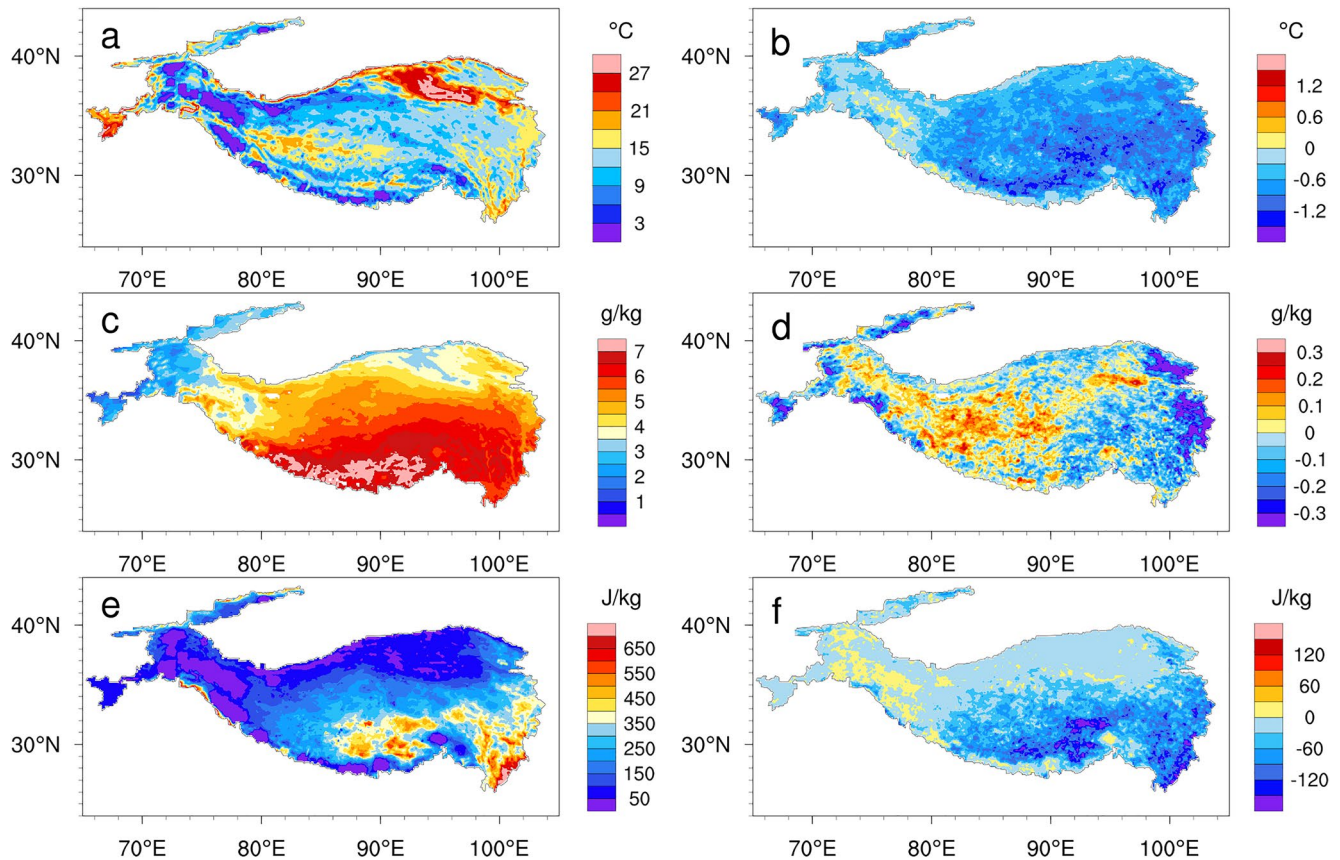 a
°C
40°N
30°N
27
21
15
9
3
70°E 80°E 90°E 100°E
b
°C
40°N
30°N
1.2
0.6
0
-0.6
-1.2
70°E 80°E 90°E 100°E
c
g/kg
40°N
30°N
7
6
5
4
3
2
1
70°E 80°E 90°E 100°E
d
g/kg
40°N
30°N
0.3
0.2
0.1
0
-0.1
-0.2
-0.3
70°E 80°E 90°E 100°E
e
J/kg
40°N
30°N
650
550
450
350
250
150
50
70°E 80°E 90°E 100°E
f
J/kg
40°N
30°N
120
60
0
-60
-120
70°E 80°E 90°E 100°E